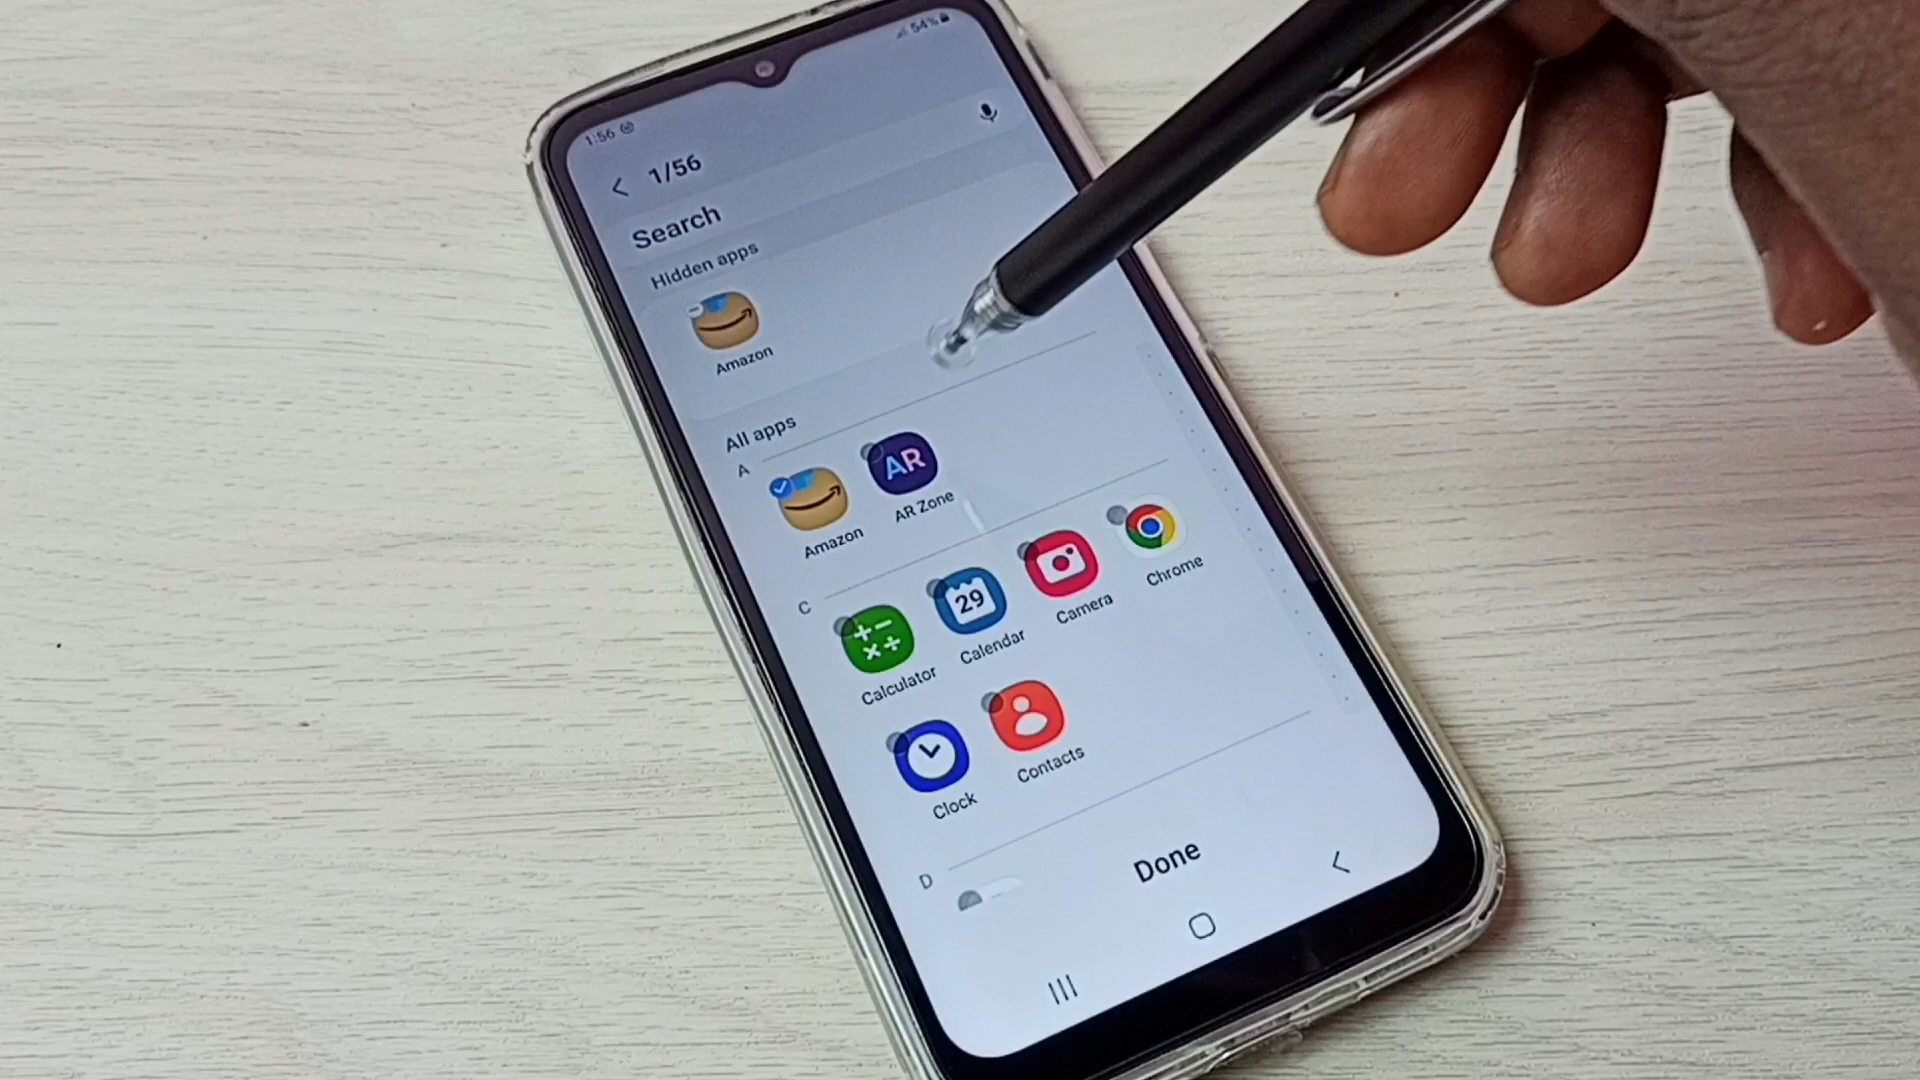 1:56
54%
1/56
Search
Hidden apps
Amazon
All apps
A
Amazon
AR
AR Zone
C
Calculator
29
Calendar
Camera
Chrome
Clock
Contacts
D
Done